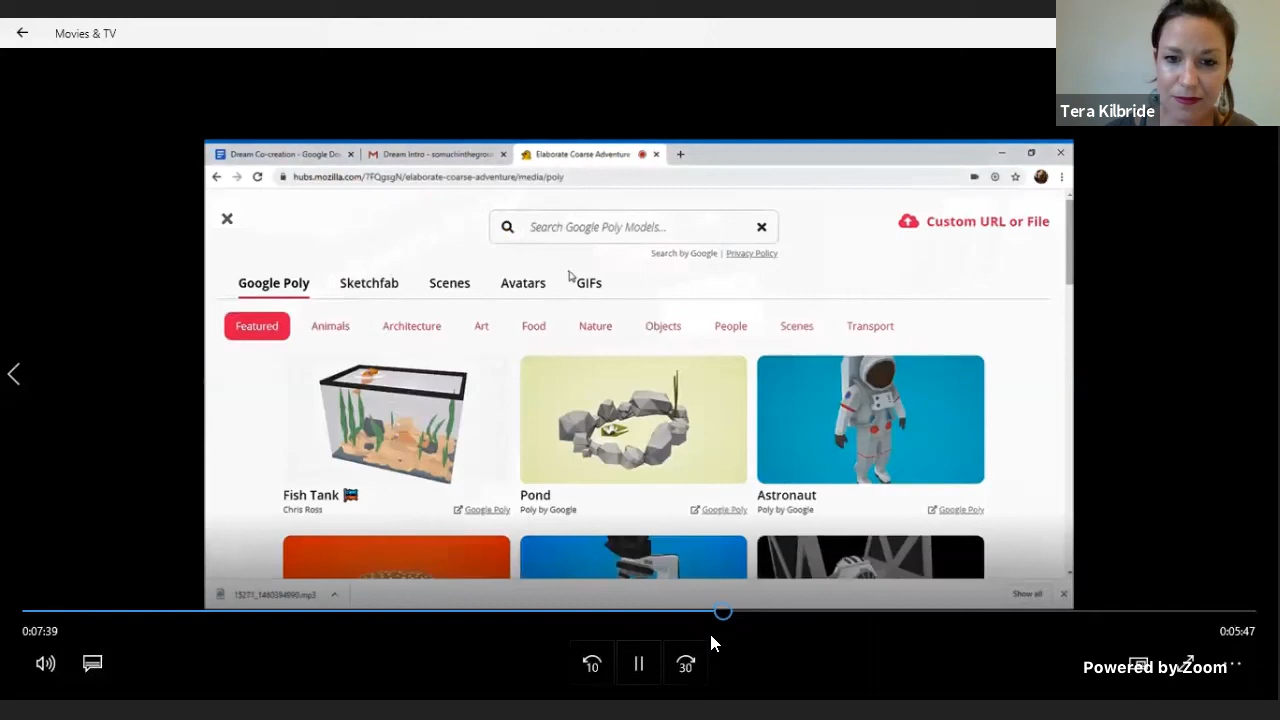 Movies & TV
Tera Kilbride
Dream Co-creation - Google Do
Dream Intro - somuchinthegrou
Elaborate Coarse Adventure
hubs.mozilla.com/7FQgsgN/elaborate-coarse-adventure/media/poly
Search Google Poly Models...
Custom URL or File
Search by Google | Privacy Policy
Google Poly Sketchfab Scenes Avatars GIFs
Featured Animals Architecture Art Food Nature Objects People Scenes Transport
Fish Tank Pond Astronaut
Chris Ross Google Poly Poly by Google Google Poly Poly by Google Google Poly
15271_1460394990.mp3 Show all
0:07:39 0:05:47
10 30
Powered by Zoom